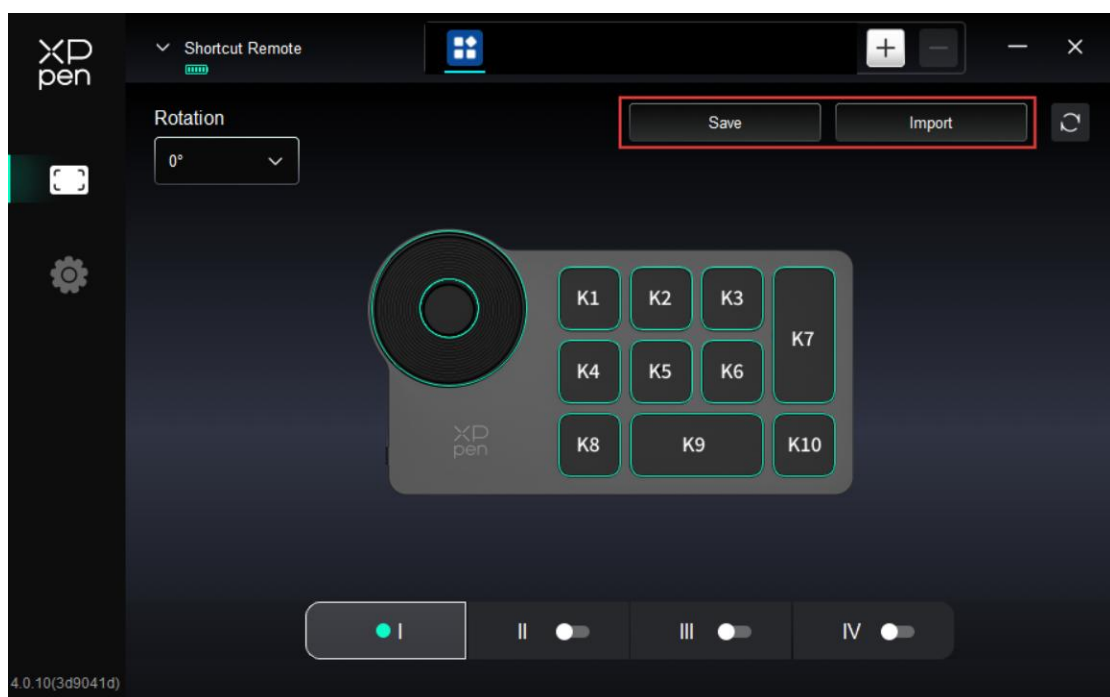 XP
pen
Shortcut Remote
Rotation
0°
Save
Import
K1 K2 K3
K7
K4 K5 K6
XP
pen
K8 K9 K10
I II III IV
4.0.10(3d9041d)